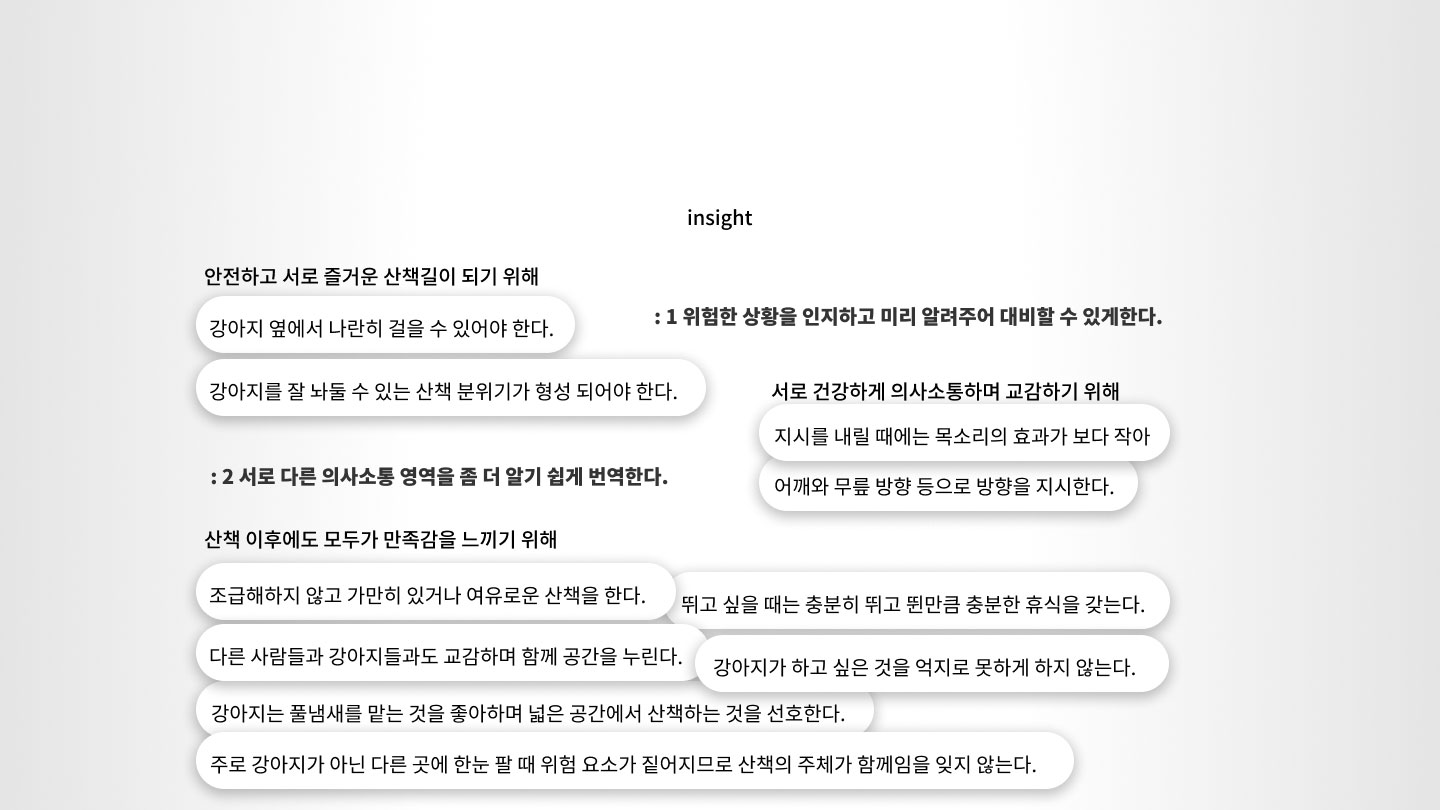 insight
안전하고 서로 즐거운 산책길이 되기 위해
강아지 옆에서 나란히 걸을 수 있어야 한다.
강아지를 잘 놔둘 수 있는 산책 분위기가 형성 되어야 한다.
: 1 위험한 상황을 인지하고 미리 알려주어 대비할 수 있게한다.
서로 건강하게 의사소통하며 교감하기 위해
지시를 내릴 때에는 목소리의 효과가 보다 작아
어깨와 무릎 방향 등으로 방향을 지시한다.
: 2 서로 다른 의사소통 영역을 좀 더 알기 쉽게 번역한다.
산책 이후에도 모두가 만족감을 느끼기 위해
조급해하지 않고 가만히 있거나 여유로운 산책을 한다.
뛰고 싶을 때는 충분히 뛰고 뛴만큼 충분한 휴식을 갖는다.
다른 사람들과 강아지들과도 교감하며 함께 공간을 누린다.
강아지가 하고 싶은 것을 억지로 못하게 하지 않는다.
강아지는 풀냄새를 맡는 것을 좋아하며 넓은 공간에서 산책하는 것을 선호한다.
주로 강아지가 아닌 다른 곳에 한눈 팔 때 위험 요소가 짙어지므로 산책의 주체가 함께임을 잊지 않는다.